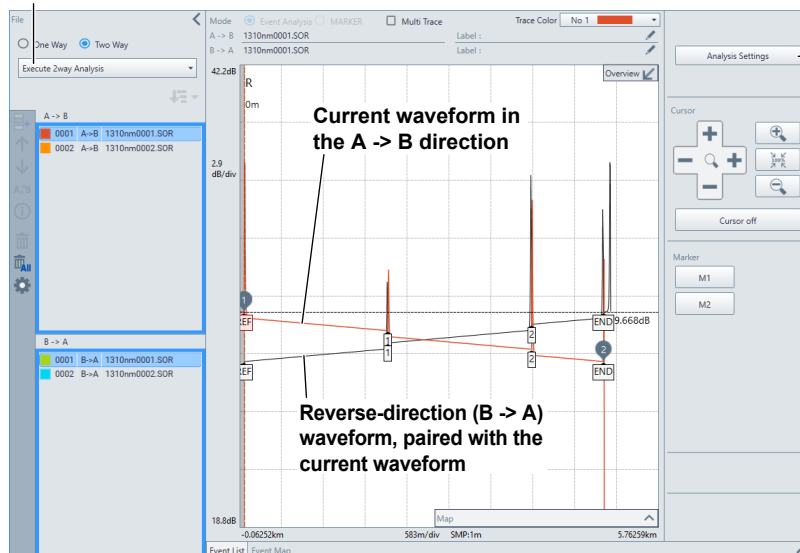 File
One Way Two Way
Execute 2way Analysis
A -> B
0001 A->B 1310nm0001.SOR
0002 A->B 1310nm0002.SOR
A/B
All
B -> A
0001 B->A 1310nm0001.SOR
0002 B->A 1310nm0002.SOR
Mode Event Analysis MARKER Multi Trace Trace Color No 1
A -> B 1310nm0001.SOR Label :
B -> A 1310nm0001.SOR Label :
42.2dB
Overview
R
0m
Current waveform in
the A -> B direction
2.9
dB/div
1
REF
1
1
2
2
END 9.668dB
2
REF
END
Reverse-direction (B -> A)
waveform, paired with the
current waveform
18.8dB
Map
-0.06252km 583m/div SMP:1m 5.76259km
Event List Event Map
Analysis Settings
Cursor
100%
Cursor off
Marker
M1
M2